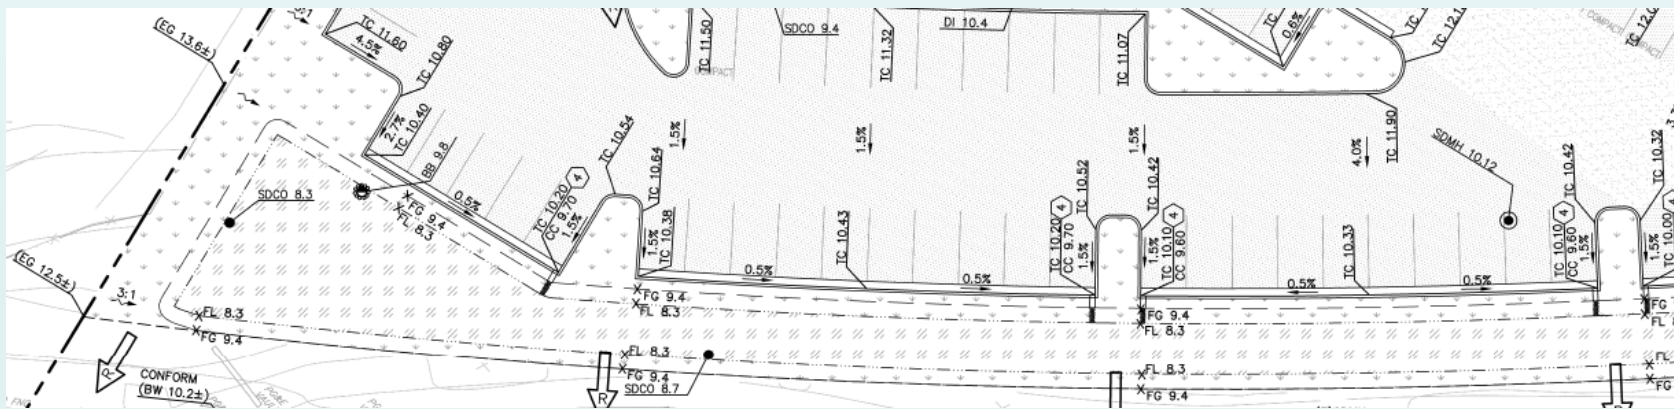 (EG 13.6±)
3:1
TC 11.60
4.5%
TC 10.80
2.7%
TC 10.40
BB 9.8
SDCO 8.3
FG 9.4
FL 8.3
0.5%
TC 10.20
CC 9.70
4
1.5%
TC 10.54
TC 10.64
1.5%
TC 10.38
1.5%
TC 11.50
COMPACT
SDCO 9.4
TC 11.32
DI 10.4
TC 11.07
0.6%
TC 11.90
4.0%
SDMH 10.12
COMPACT
COMPACT
1.5%
TC 10.43
0.5%
0.5%
TC 10.52
4
TC 10.20
CC 9.70
1.5%
1.5%
TC 10.42
4
TC 10.10
CC 9.60
1.5%
TC 10.33
0.5%
0.5%
TC 10.42
4
TC 10.10
CC 9.60
1.5%
TC 10.32
1.5%
TC 10.00
4
FG 9.4
FL 8.3
FG 9.4
FL 8.3
FG
FL
(EG 12.5±)
3:1
FL 8.3
FG 9.4
R
CONFORM
(BW 10.2±)
PG&E
VAULT
FL 8.3
FG 9.4
SDCO 8.7
R
FL 8.3
FG 9.4
FL
FG